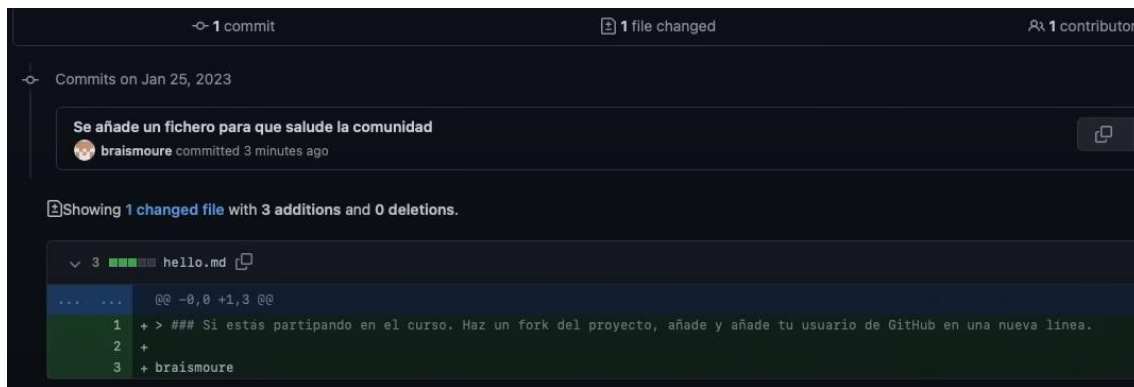 1 commit
1 file changed
1 contributor
Commits on Jan 25, 2023
Se añade un fichero para que salude la comunidad
braismoure committed 3 minutes ago
Showing 1 changed file with 3 additions and 0 deletions.
3 hello.md
... ... @@ -0,0 +1,3 @@
1 + > ### Si estás partipando en el curso. Haz un fork del proyecto, añade y añade tu usuario de GitHub en una nueva línea.
2 +
3 + braismoure